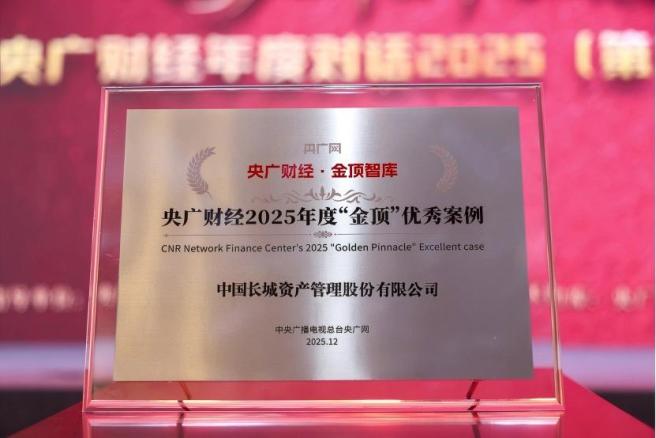 央广财经年度对话2025（第
央广网
央广财经·金顶智库
央广财经2025年度“金顶”优秀案例
CNR Network Finance Center's 2025 "Golden Pinnacle" Excellent case
中国长城资产管理股份有限公司
中央广播电视总台央广网
2025.12